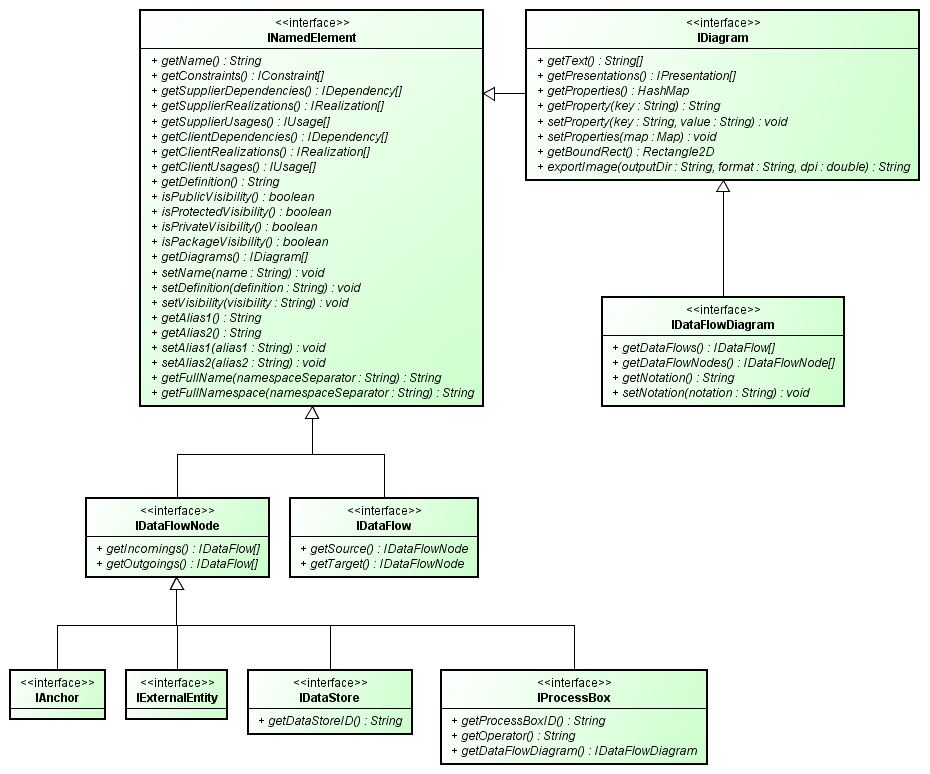 <<interface>>
INamedElement
+ getName() : String
+ getConstraints() : IConstraint[]
+ getSupplierDependencies() : IDependency[]
+ getSupplierRealizations() : IRealization[]
+ getSupplierUsages() : IUsage[]
+ getClientDependencies() : IDependency[]
+ getClientRealizations() : IRealization[]
+ getClientUsages() : IUsage[]
+ getDefinition() : String
+ isPublicVisibility() : boolean
+ isProtectedVisibility() : boolean
+ isPrivateVisibility() : boolean
+ isPackageVisibility() : boolean
+ getDiagrams() : IDiagram[]
+ setName(name : String) : void
+ setDefinition(definition : String) : void
+ setVisibility(visibility : String) : void
+ getAlias1() : String
+ getAlias2() : String
+ setAlias1(alias1 : String) : void
+ setAlias2(alias2 : String) : void
+ getFullName(namespaceSeparator : String) : String
+ getFullNamespace(namespaceSeparator : String) : String
<<interface>>
IDiagram
+ getText() : String[]
+ getPresentations() : IPresentation[]
+ getProperties() : HashMap
+ getProperty(key : String) : String
+ setProperty(key : String, value : String) : void
+ setProperties(map : Map) : void
+ getBoundRect() : Rectangle2D
+ exportImage(outputDir : String, format : String, dpi : double) : String
<<interface>>
IDataFlowDiagram
+ getDataFlows() : IDataFlow[]
+ getDataFlowNodes() : IDataFlowNode[]
+ getNotation() : String
+ setNotation(notation : String) : void
<<interface>>
IDataFlowNode
+ getIncomings() : IDataFlow[]
+ getOutgoings() : IDataFlow[]
<<interface>>
IDataFlow
+ getSource() : IDataFlowNode
+ getTarget() : IDataFlowNode
<<interface>>
IAnchor
<<interface>>
IExternalEntity
<<interface>>
IDataStore
+ getDataStoreID() : String
<<interface>>
IProcessBox
+ getProcessBoxID() : String
+ getOperator() : String
+ getDataFlowDiagram() : IDataFlowDiagram